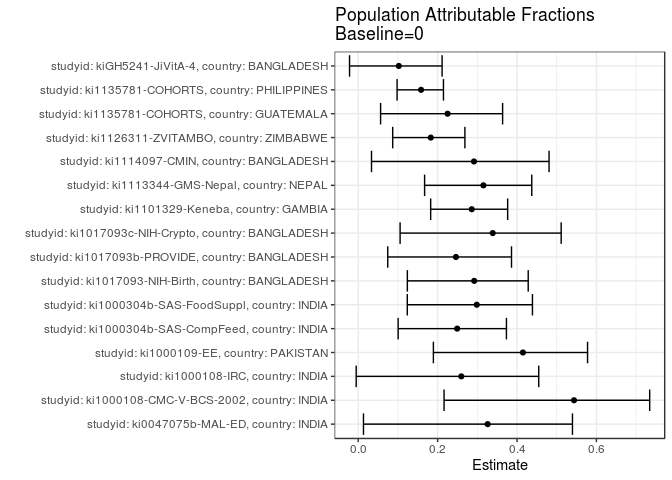 Population Attributable Fractions
Baseline=0
studyid: kiGH5241-JiVitA-4, country: BANGLADESH
studyid: ki1135781-COHORTS, country: PHILIPPINES
studyid: ki1135781-COHORTS, country: GUATEMALA
studyid: ki1126311-ZVITAMBO, country: ZIMBABWE
studyid: ki1114097-CMIN, country: BANGLADESH
studyid: ki1113344-GMS-Nepal, country: NEPAL
studyid: ki1101329-Keneba, country: GAMBIA
studyid: ki1017093c-NIH-Crypto, country: BANGLADESH
studyid: ki1017093b-PROVIDE, country: BANGLADESH
studyid: ki1017093-NIH-Birth, country: BANGLADESH
studyid: ki1000304b-SAS-FoodSuppl, country: INDIA
studyid: ki1000304b-SAS-CompFeed, country: INDIA
studyid: ki1000109-EE, country: PAKISTAN
studyid: ki1000108-IRC, country: INDIA
studyid: ki1000108-CMC-V-BCS-2002, country: INDIA
studyid: ki0047075b-MAL-ED, country: INDIA
0.0 0.2 0.4 0.6
Estimate